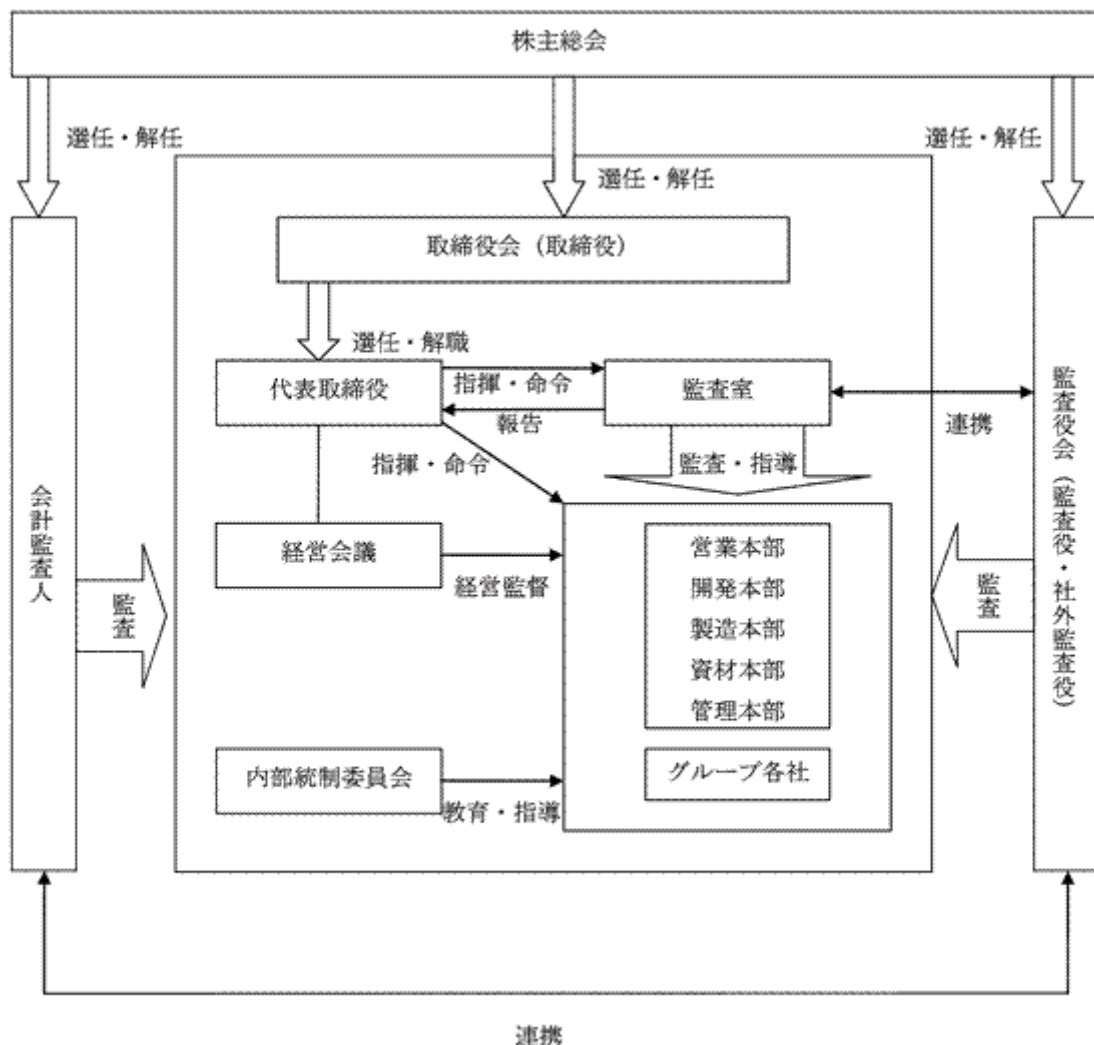 株主総会
選任・解任
選任・解任
選任・解任
取締役会（取締役）
選任・解職
代表取締役
指揮・命令
報告
監査室
連携
指揮・命令
監査・指導
会計監査人
監査
経営会議
経営監督
営業本部
開発本部
製造本部
資材本部
管理本部
監査
監査役会（監査役・社外監査役）
内部統制委員会
教育・指導
グループ各社
連携